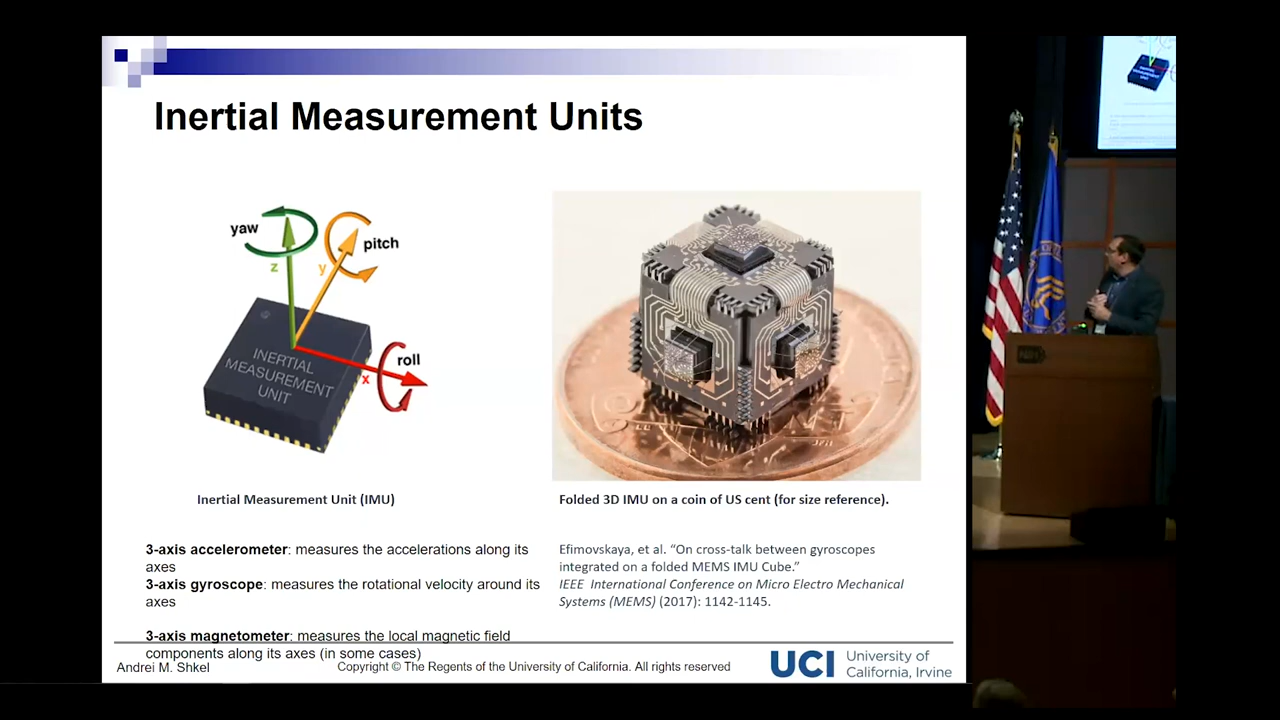 Inertial Measurement Units
yaw
pitch
z
y
roll
x
INERTIAL
MEASUREMENT
UNIT
Inertial Measurement Unit (IMU)
Folded 3D IMU on a coin of US cent (for size reference).
3-axis accelerometer: measures the accelerations along its
axes
3-axis gyroscope: measures the rotational velocity around its
axes
3-axis magnetometer: measures the local magnetic field
components along its axes (in some cases)
Efimovskaya, et al. “On cross-talk between gyroscopes
integrated on a folded MEMS IMU Cube.”
IEEE International Conference on Micro Electro Mechanical
Systems (MEMS) (2017): 1142-1145.
Andrei M. Shkel
Copyright © The Regents of the University of California. All rights reserved
UCI University of
California, Irvine